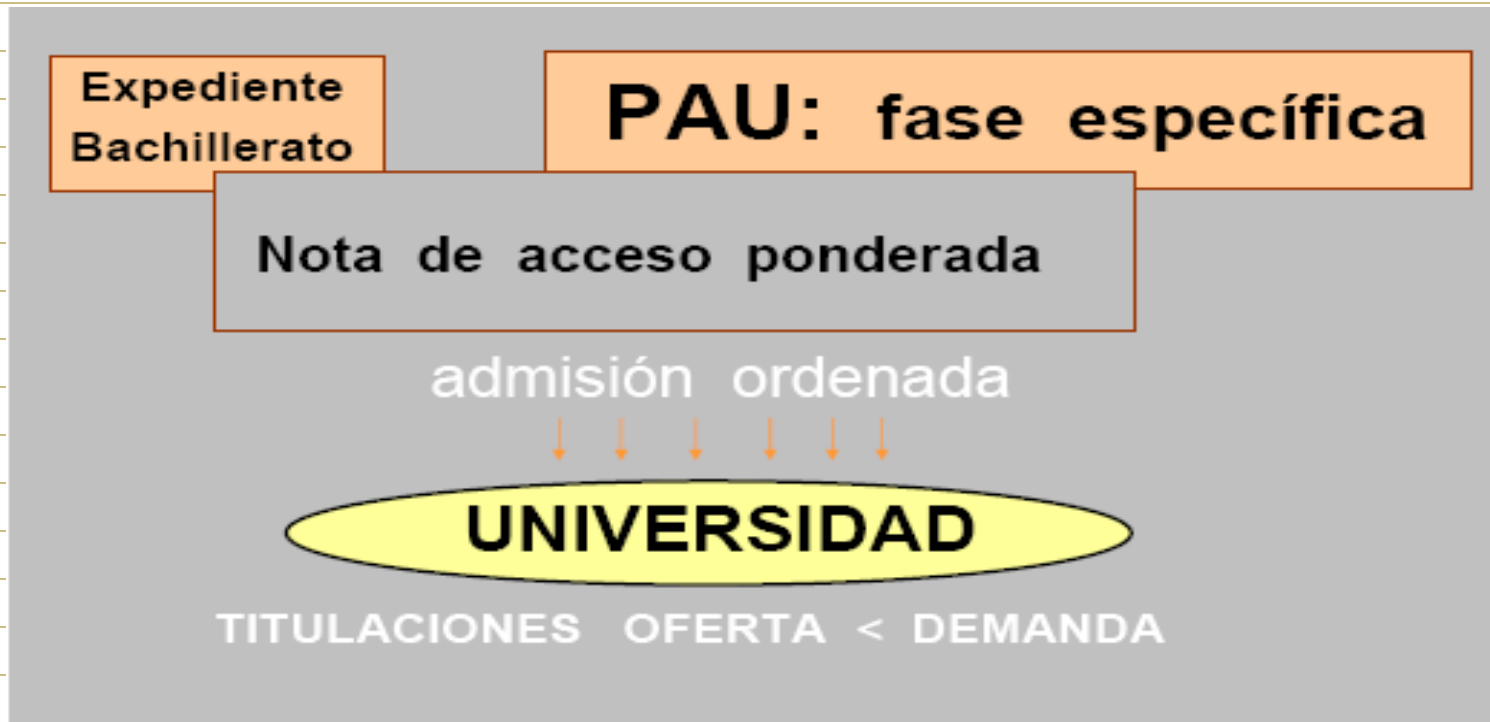 Expediente
Bachillerato
PAU: fase específica
Nota de acceso ponderada
admisión ordenada
UNIVERSIDAD
TITULACIONES OFERTA < DEMANDA